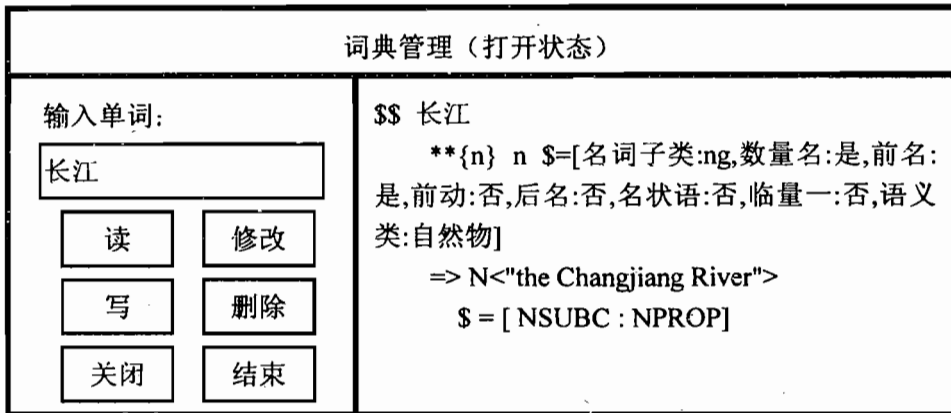 词典管理（打开状态）
输入单词:
长江
读
修改
写
删除
关闭
结束
$$ 长江
**{n} n $=[名词子类:ng,数量名:是,前名:
是,前动:否,后名:否,名状语:否,临量一:否,语义
类:自然物]
=> N<"the Changjiang River">
$ = [ NSUBC : NPROP]